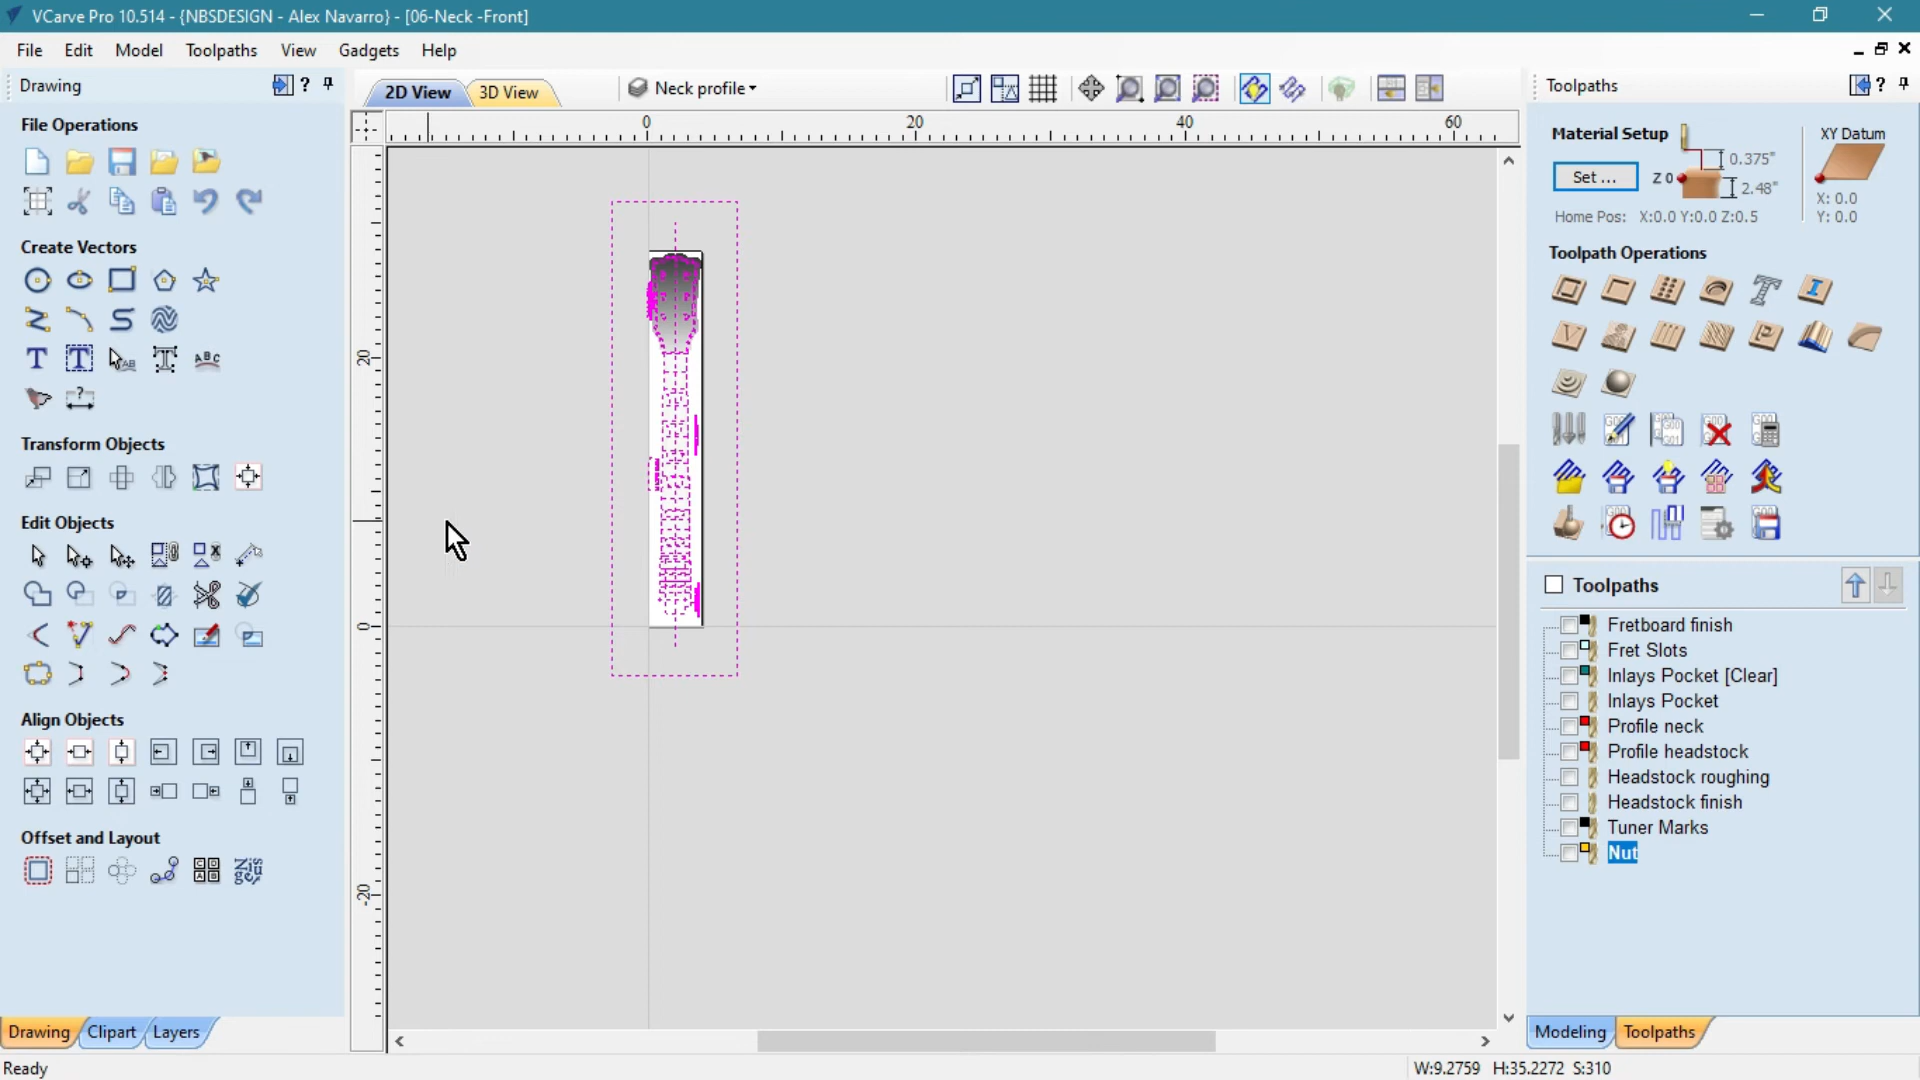 VCarve Pro 10.514 - {NBSDESIGN - Alex Navarro} - [06-Neck -Front]
File Edit Model Toolpaths View Gadgets Help
Drawing
File Operations
Create Vectors
Transform Objects
Edit Objects
Align Objects
Offset and Layout
Drawing Clipart Layers
2D View 3D View Neck profile
0 20 40 60
20
0
-20
Toolpaths
Material Setup
Set ...
Z 0
0.375"
2.48"
XY Datum
X: 0.0
Y: 0.0
Home Pos: X:0.0 Y:0.0 Z:0.5
Toolpath Operations
Toolpaths
Fretboard finish
Fret Slots
Inlays Pocket [Clear]
Inlays Pocket
Profile neck
Profile headstock
Headstock roughing
Headstock finish
Tuner Marks
Nut
Modeling Toolpaths
Ready
W:9.2759 H:35.2272 S:310